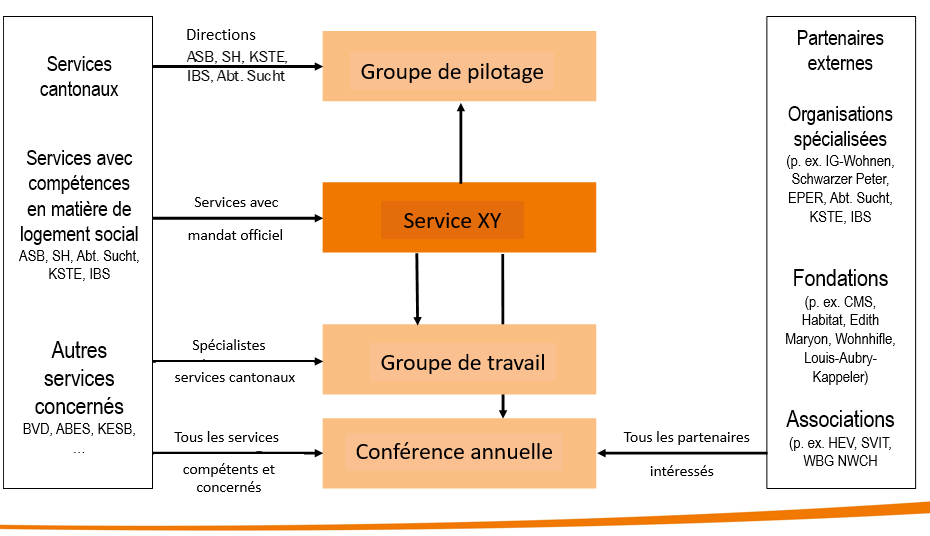 Services
cantonaux
Services avec
compétences
en matière de
logement social
ASB, SH, Abt. Sucht,
KSTE, IBS
Autres
services
concernés
BVD, ABES, KESB,
...
Directions
ASB, SH, KSTE,
IBS, Abt. Sucht
Services avec
mandat officiel
Spécialistes
services cantonaux
Tous les services
compétents et
concernés
Groupe de pilotage
Service XY
Groupe de travail
Conférence annuelle
Tous les partenaires
intéressés
Partenaires
externes
Organisations
spécialisées
(p. ex. IG-Wohnen,
Schwarzer Peter,
EPER, Abt. Sucht,
KSTE, IBS
Fondations
(p. ex. CMS,
Habitat, Edith
Maryon, Wohnhifle,
Louis-Aubry-
Kappeler)
Associations
(p. ex. HEV, SVIT,
WBG NWCH